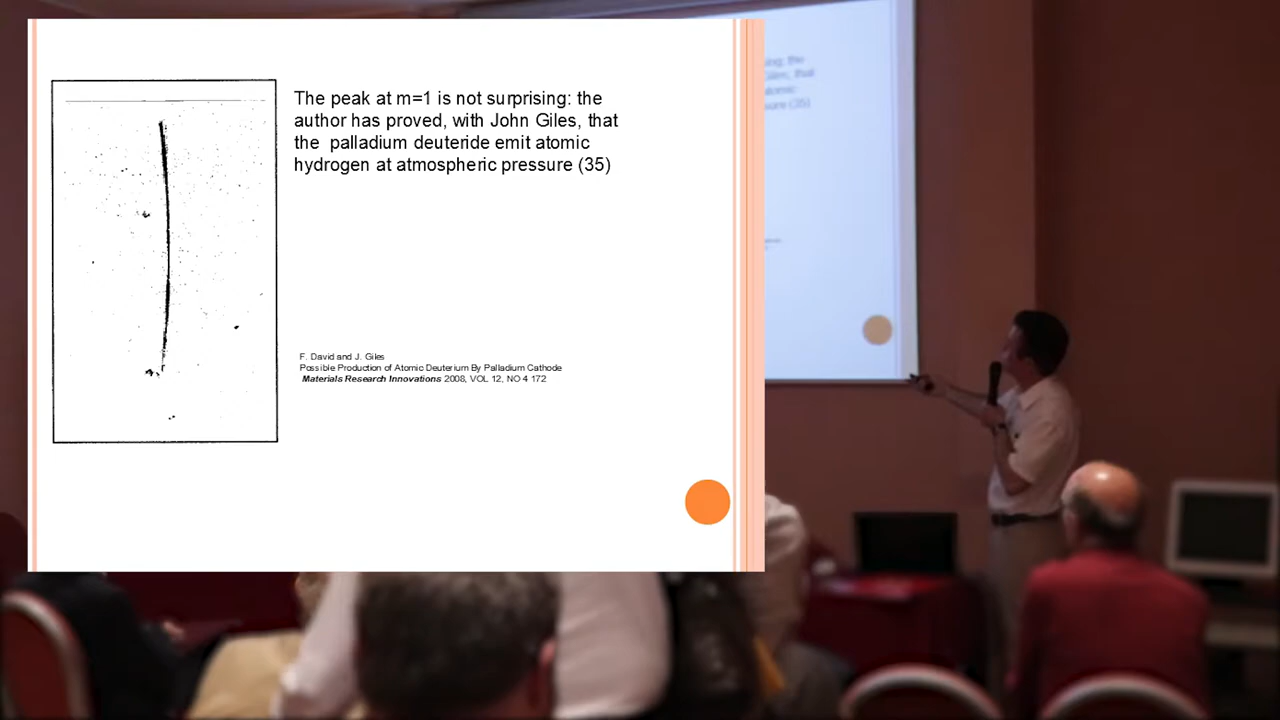 The peak at m=1 is not surprising: the
author has proved, with John Giles, that
the palladium deuteride emit atomic
hydrogen at atmospheric pressure (35)
F. David and J. Giles
Possible Production of Atomic Deuterium By Palladium Cathode
Materials Research Innovations 2008, VOL 12, NO 4 172